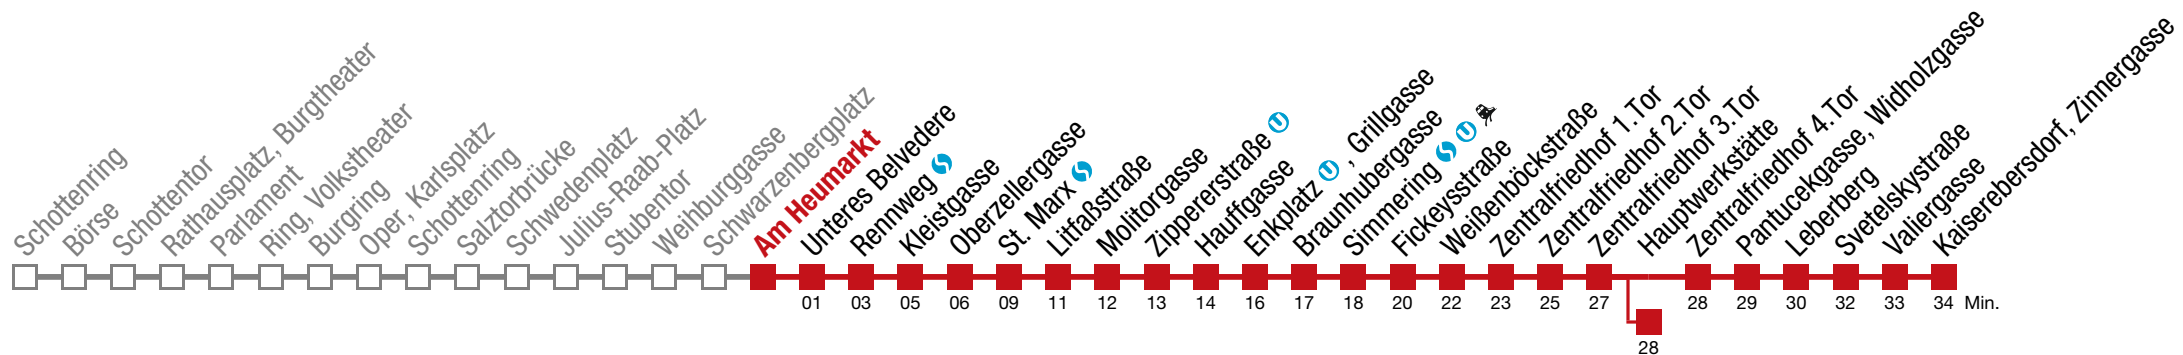 Schottenring
Börse
Schottentor
Rathausplatz, Burgtheater
Parlament
Ring, Volkstheater
Burgring
Oper, Karlsplatz
Schottenring
Salztorbrücke
Schwedenplatz
Julius-Raab-Platz
Stubentor
Weihburggasse
Schwarzenbergplatz
Am Heumarkt
Unteres Belvedere
Rennweg S
Kleistgasse
Oberzellergasse
St. Marx S
Litfaßstraße
Molitorgasse
Zippererstraße U
Hauffgasse
Enkplatz U , Grillgasse
Braunhubergasse
Simmering S U
Fickeysstraße
Weißenböckstraße
Zentralfriedhof 1.Tor
Zentralfriedhof 2.Tor
Zentralfriedhof 3.Tor
Hauptwerkstätte
Zentralfriedhof 4.Tor
Pantucekgasse, Widholzgasse
Leberberg
Svetelskystraße
Valiergasse
Kaiserebersdorf, Zinnergasse
01 03 05 06 09 11 12 13 14 16 17 18 20 22 23 25 27 28 29 30 32 33 34 Min.
28